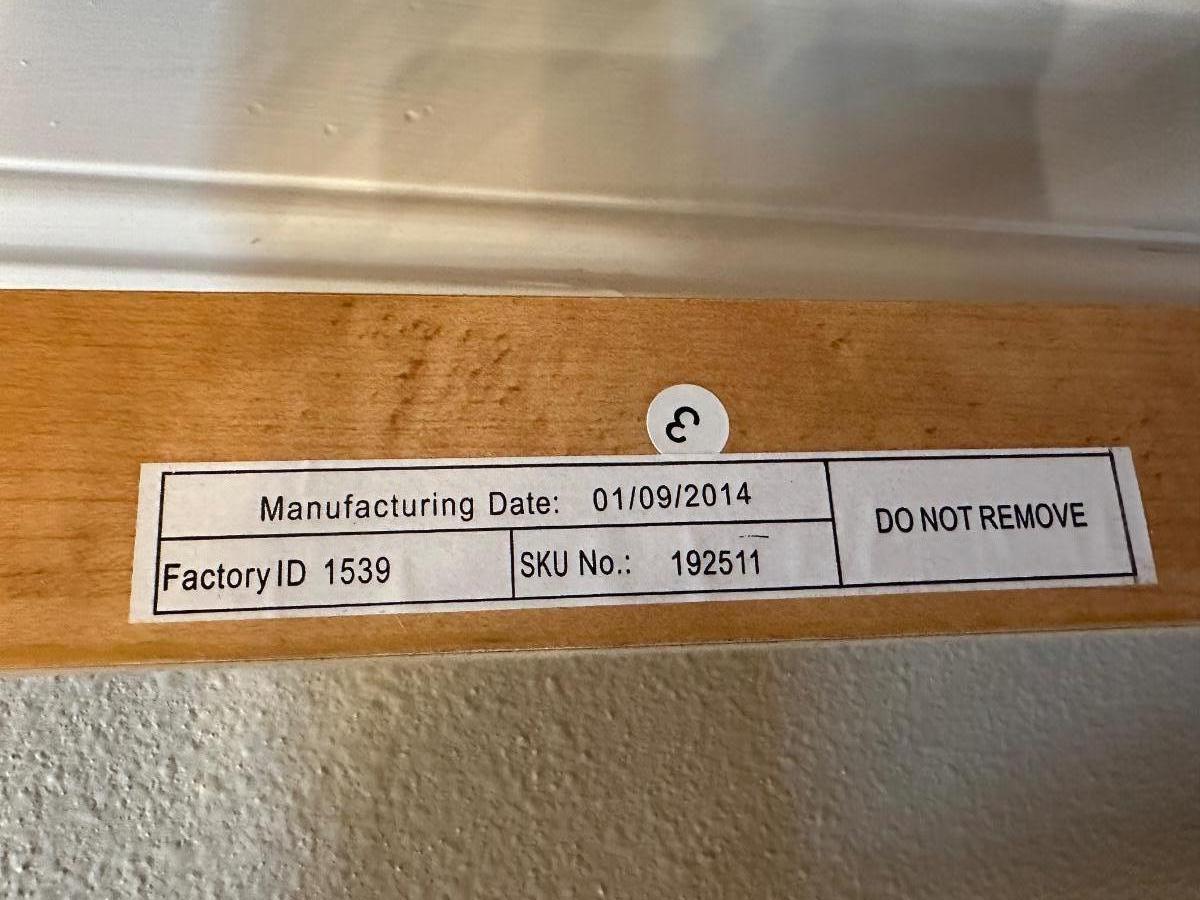 3
Manufacturing Date: 01/09/2014
Factory ID 1539
SKU No.: 192511
DO NOT REMOVE